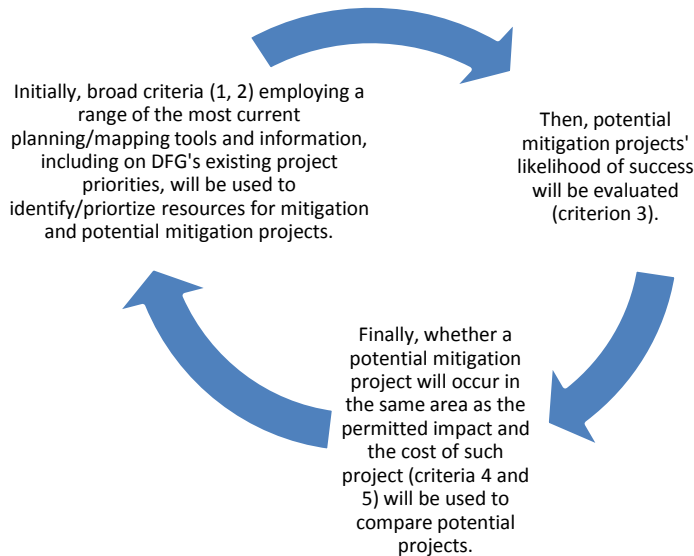 Initially, broad criteria (1, 2) employing a
range of the most current
planning/mapping tools and information,
including on DFG's existing project
priorities, will be used to
identify/priortize resources for mitigation
and potential mitigation projects.
Then, potential
mitigation projects'
likelihood of success
will be evaluated
(criterion 3).
Finally, whether a
potential mitigation
project will occur in
the same area as the
permitted impact and
the cost of such
project (criteria 4 and
5) will be used to
compare potential
projects.